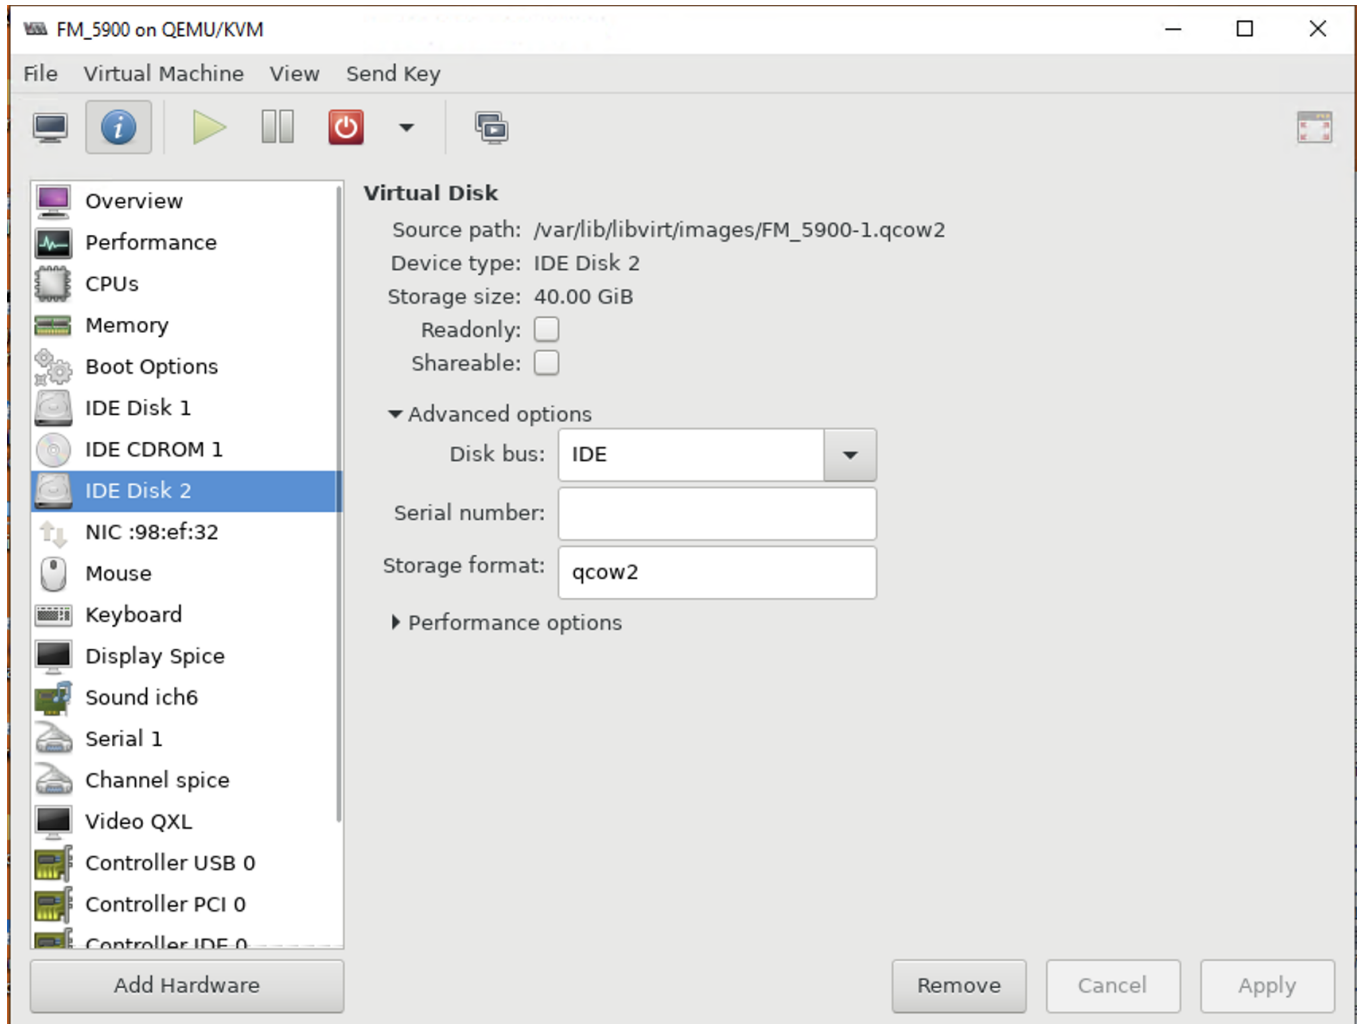 FM_5900 on QEMU/KVM
File Virtual Machine View Send Key
Overview
Performance
CPUs
Memory
Boot Options
IDE Disk 1
IDE CDROM 1
IDE Disk 2
NIC :98:ef:32
Mouse
Keyboard
Display Spice
Sound ich6
Serial 1
Channel spice
Video QXL
Controller USB 0
Controller PCI 0
Controller IDE 0
Add Hardware
Virtual Disk
Source path: /var/lib/libvirt/images/FM_5900-1.qcow2
Device type: IDE Disk 2
Storage size: 40.00 GiB
Readonly:
Shareable:
Advanced options
Disk bus: IDE
Serial number:
Storage format: qcow2
Performance options
Remove Cancel Apply